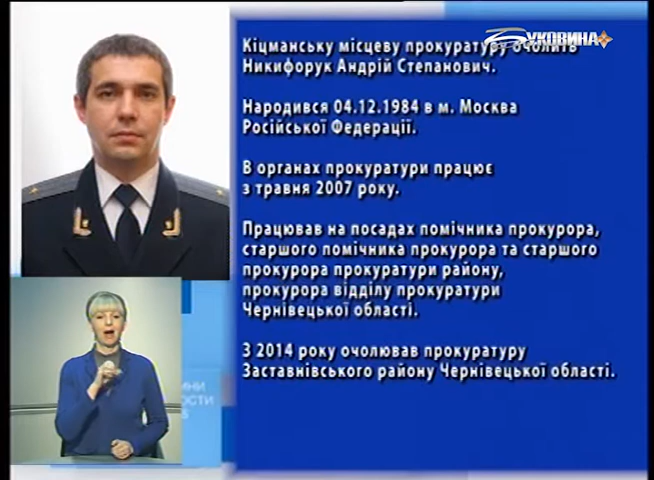 БУКОВИНА
Кіцманську місцеву прокуратуру очолить
Никифорук Андрій Степанович.
Народився 04.12.1984 в м. Москва
Російської Федерації.
В органах прокуратури працює
з травня 2007 року.
Працював на посадах помічника прокурора,
старшого помічника прокурора та старшого
прокурора прокуратури району,
прокурора відділу прокуратури
Чернівецької області.
З 2014 року очолював прокуратуру
Заставнівського району Чернівецької області.